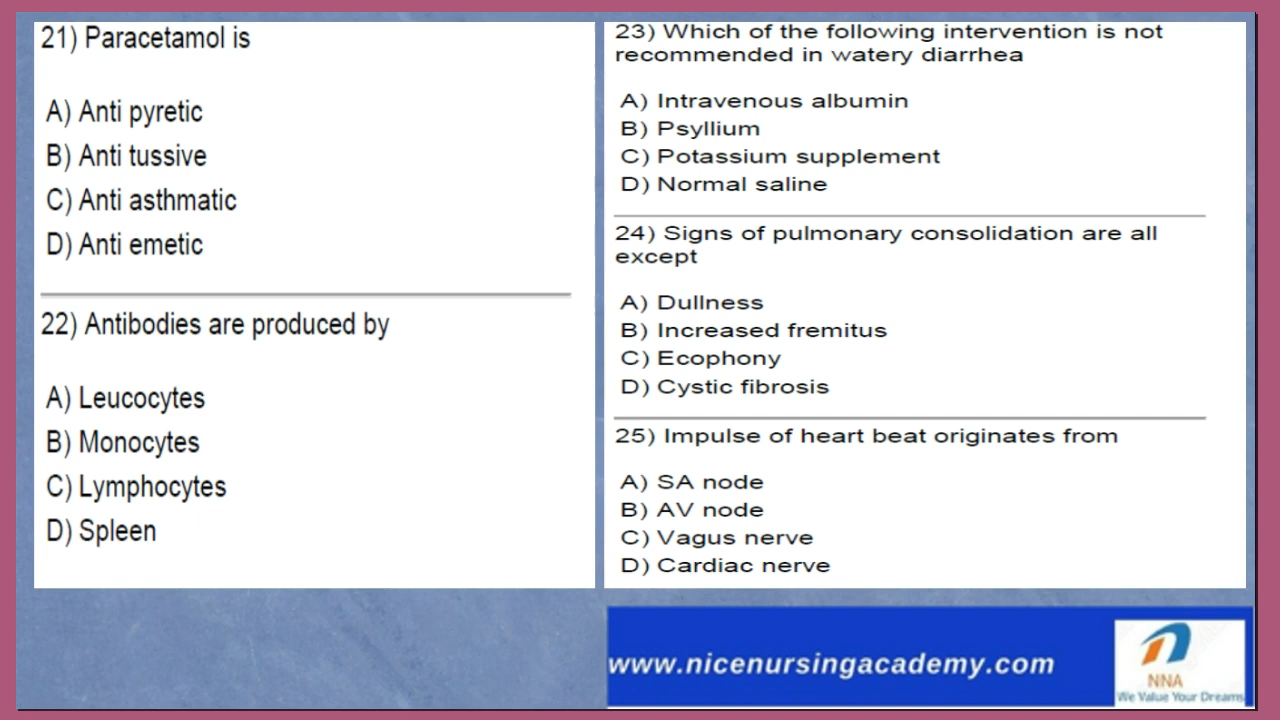 21) Paracetamol is
A) Anti pyretic
B) Anti tussive
C) Anti asthmatic
D) Anti emetic
22) Antibodies are produced by
A) Leucocytes
B) Monocytes
C) Lymphocytes
D) Spleen
23) Which of the following intervention is not
recommended in watery diarrhea
A) Intravenous albumin
B) Psyllium
C) Potassium supplement
D) Normal saline
24) Signs of pulmonary consolidation are all
except
A) Dullness
B) Increased fremitus
C) Ecophony
D) Cystic fibrosis
25) Impulse of heart beat originates from
A) SA node
B) AV node
C) Vagus nerve
D) Cardiac nerve
www.nicenursingacademy.com
NNA
We Value Your Dreams